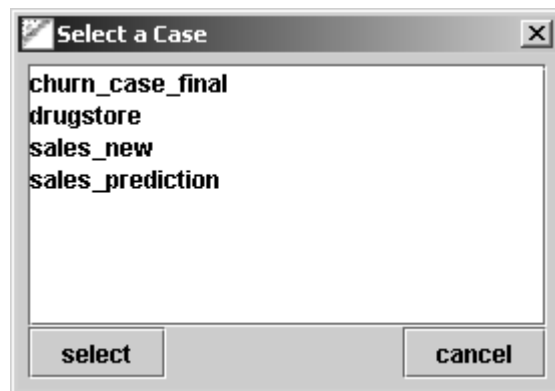 Select a Case
churn_case_final
drugstore
sales_new
sales_prediction
select
cancel